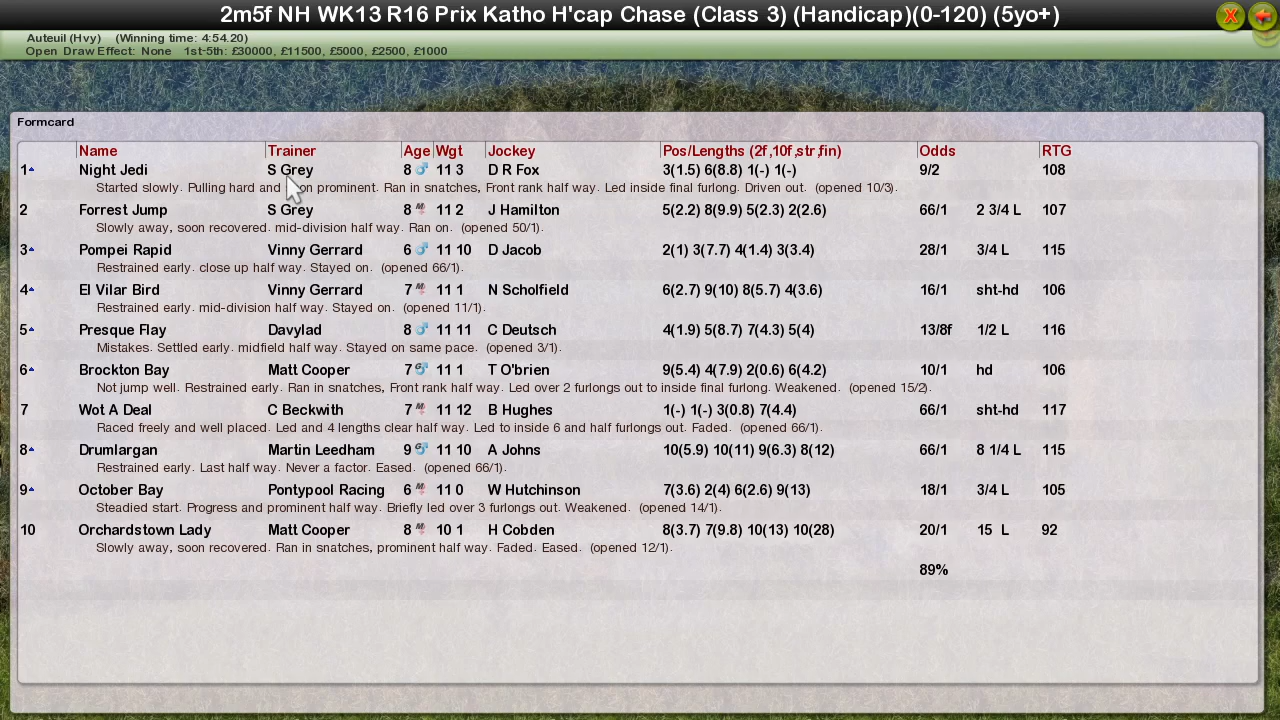 2m5f NH WK13 R16 Prix Katho H'cap Chase (Class 3) (Handicap)(0-120) (5yo+)
Auteuil (Hvy) (Winning time: 4:54.20)
Open Draw Effect: None 1st-5th: £30000, £11500, £5000, £2500, £1000
Formcard
Name Trainer Age Wgt Jockey Pos/Lengths (2f,10f,str,fin) Odds RTG
1 Night Jedi S Grey 8 11 3 D R Fox 3(1.5) 6(8.8) 1(-) 1(-) 9/2 108
Started slowly. Pulling hard and on prominent. Ran in snatches, Front rank half way. Led inside final furlong. Driven out. (opened 10/3).
2 Forrest Jump S Grey 8 11 2 J Hamilton 5(2.2) 8(9.9) 5(2.3) 2(2.6) 66/1 2 3/4 L 107
Slowly away, soon recovered. mid-division half way. Ran on. (opened 50/1).
3 Pompei Rapid Vinny Gerrard 6 11 10 D Jacob 2(1) 3(7.7) 4(1.4) 3(3.4) 28/1 3/4 L 115
Restrained early. close up half way. Stayed on. (opened 66/1).
4 El Vilar Bird Vinny Gerrard 7 11 1 N Scholfield 6(2.7) 9(10) 8(5.7) 4(3.6) 16/1 sht-hd 106
Restrained early. mid-division half way. Stayed on. (opened 11/1).
5 Presque Flay Davylad 8 11 11 C Deutsch 4(1.9) 5(8.7) 7(4.3) 5(4) 13/8f 1/2 L 116
Mistakes. Settled early. midfield half way. Stayed on same pace. (opened 3/1).
6 Brockton Bay Matt Cooper 7 11 1 T O'brien 9(5.4) 4(7.9) 2(0.6) 6(4.2) 10/1 hd 106
Not jump well. Restrained early. Ran in snatches, Front rank half way. Led over 2 furlongs out to inside final furlong. Weakened. (opened 15/2).
7 Wot A Deal C Beckwith 7 11 12 B Hughes 1(-) 1(-) 3(0.8) 7(4.4) 66/1 sht-hd 117
Raced freely and well placed. Led and 4 lengths clear half way. Led to inside 6 and half furlongs out. Faded. (opened 66/1).
8 Drumlargan Martin Leedham 9 11 10 A Johns 10(5.9) 10(11) 9(6.3) 8(12) 66/1 8 1/4 L 115
Restrained early. Last half way. Never a factor. Eased. (opened 66/1).
9 October Bay Pontypool Racing 6 11 0 W Hutchinson 7(3.6) 2(4) 6(2.6) 9(13) 18/1 3/4 L 105
Steadied start. Progress and prominent half way. Briefly led over 3 furlongs out. Weakened. (opened 14/1).
10 Orchardstown Lady Matt Cooper 8 10 1 H Cobden 8(3.7) 7(9.8) 10(13) 10(28) 20/1 15 L 92
Slowly away, soon recovered. Ran in snatches, prominent half way. Faded. Eased. (opened 12/1).
89%